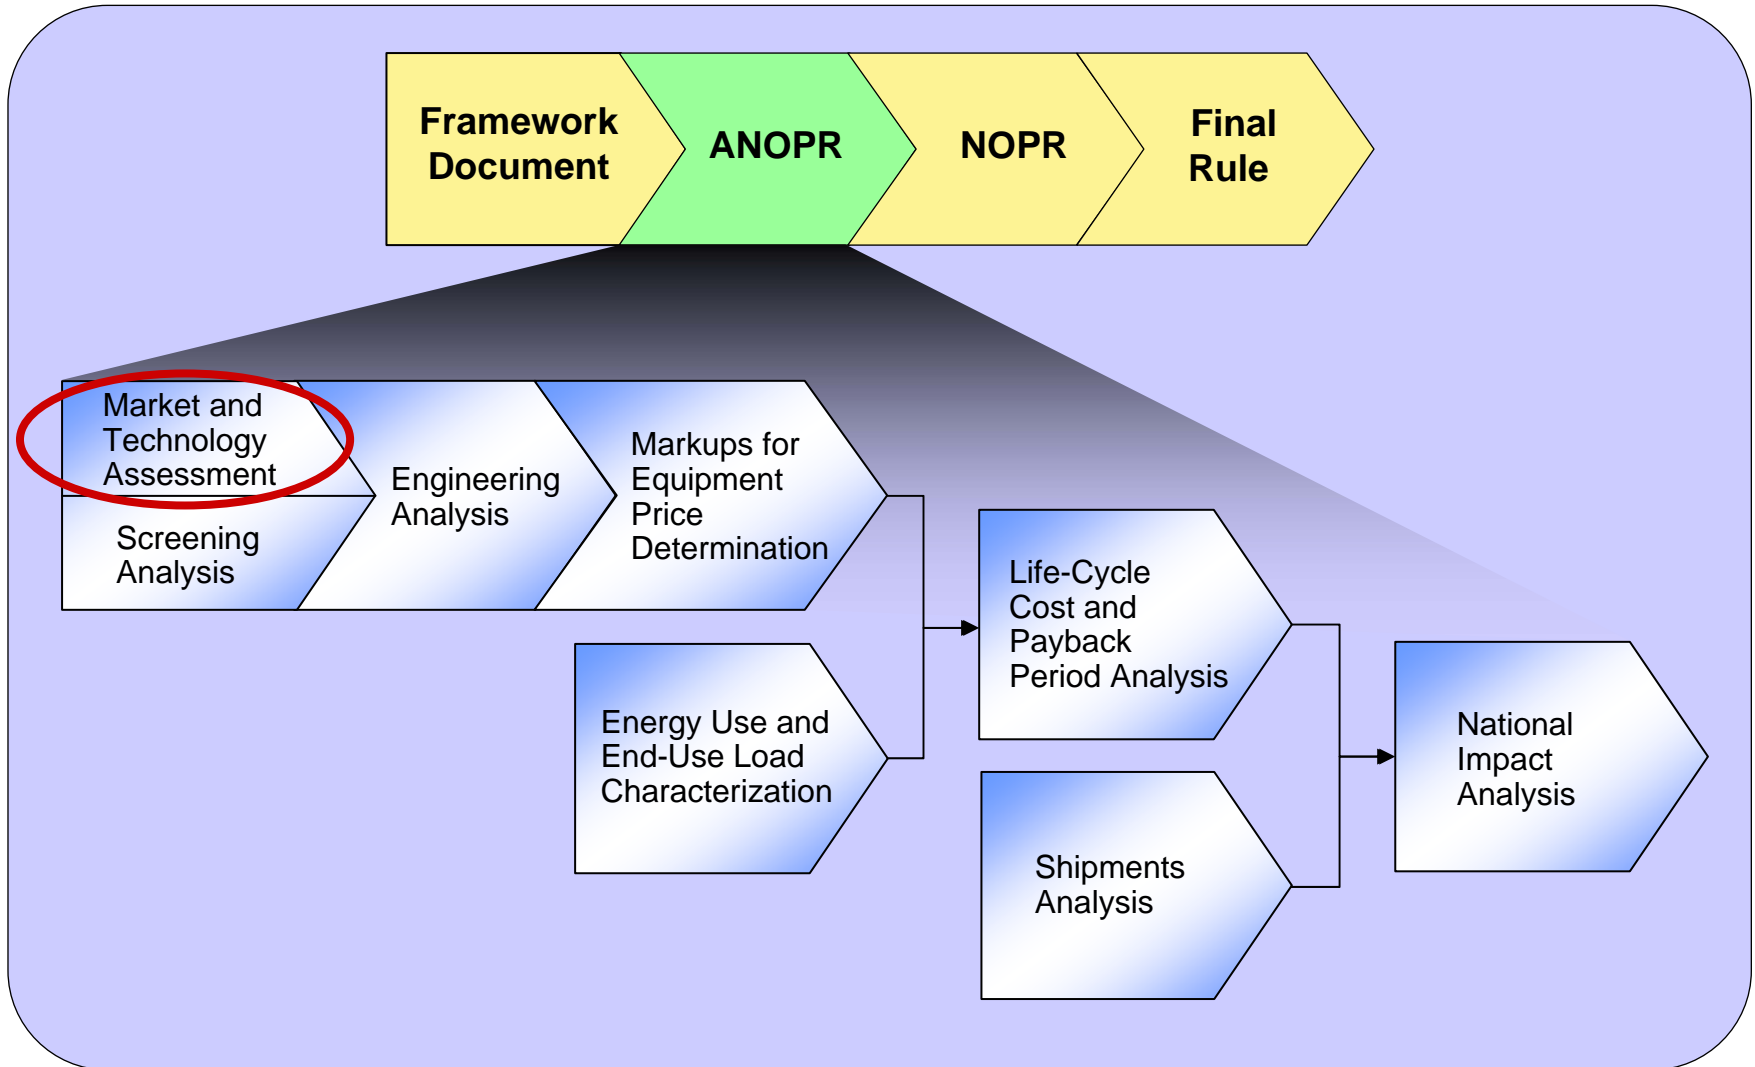 Framework
Document
ANOPR
NOPR
Final
Rule
Market and
Technology
Assessment
Screening
Analysis
Engineering
Analysis
Markups for
Equipment
Price
Determination
Energy Use and
End-Use Load
Characterization
Life-Cycle
Cost and
Payback
Period Analysis
Shipments
Analysis
National
Impact
Analysis